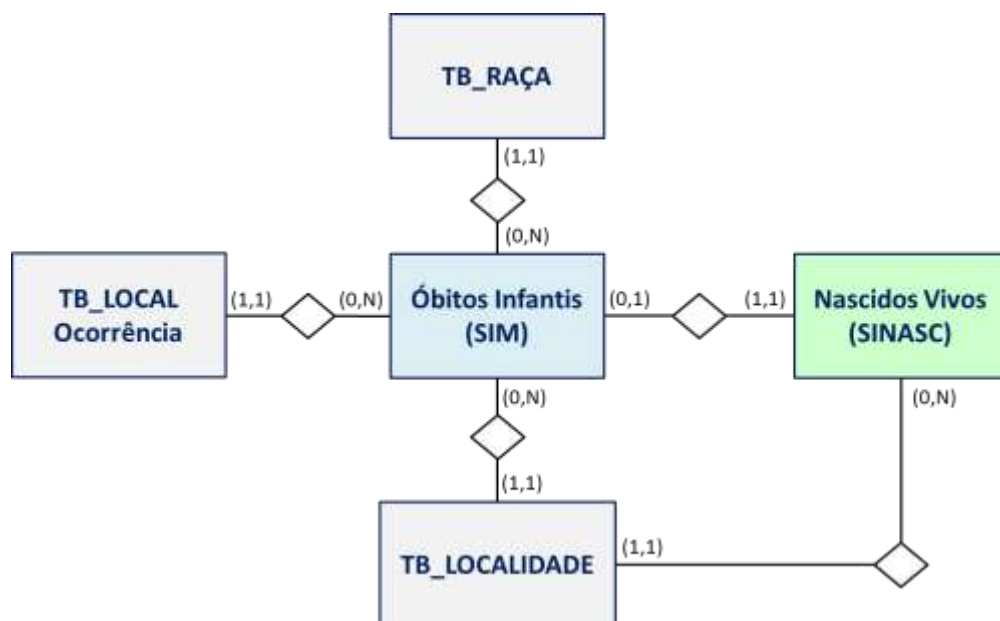 TB_RAÇA
(1,1)
(0,N)
TB_LOCAL
Ocorrência
(1,1)
(0,N)
Óbitos Infantis
(SIM)
(0,1)
(1,1)
Nascidos Vivos
(SINASC)
(0,N)
(0,N)
(1,1)
TB_LOCALIDADE
(1,1)